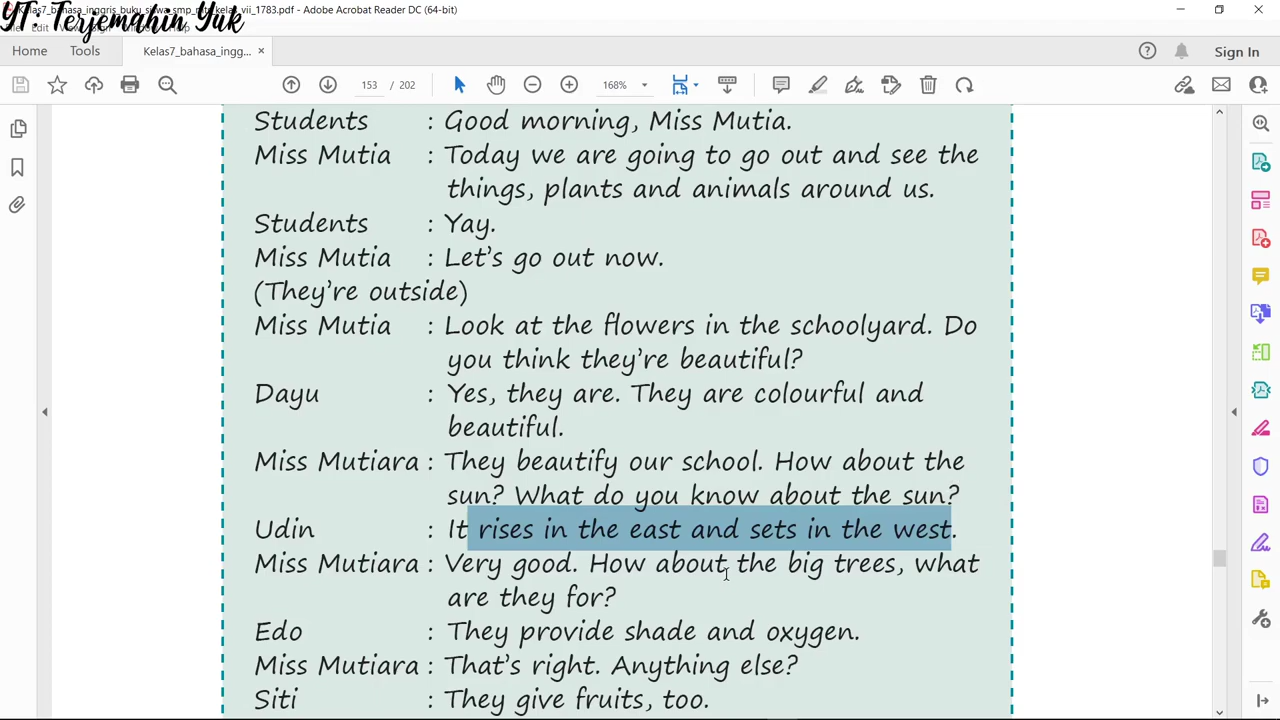 YT: Terjemahin Yuk
- Adobe Acrobat Reader DC (64-bit)
Home Tools Kelas7_bahasa_ingg... × Sign In
153 / 202 168%
Students : Good morning, Miss Mutia.
Miss Mutia : Today we are going to go out and see the
things, plants and animals around us.
Students : Yay.
Miss Mutia : Let's go out now.
(They're outside)
Miss Mutia : Look at the flowers in the schoolyard. Do
you think they're beautiful?
Dayu : Yes, they are. They are colourful and
beautiful.
Miss Mutiara : They beautify our school. How about the
sun? What do you know about the sun?
Udin : It rises in the east and sets in the west.
Miss Mutiara : Very good. How about the big trees, what
are they for?
Edo : They provide shade and oxygen.
Miss Mutiara : That's right. Anything else?
Siti : They give fruits, too.